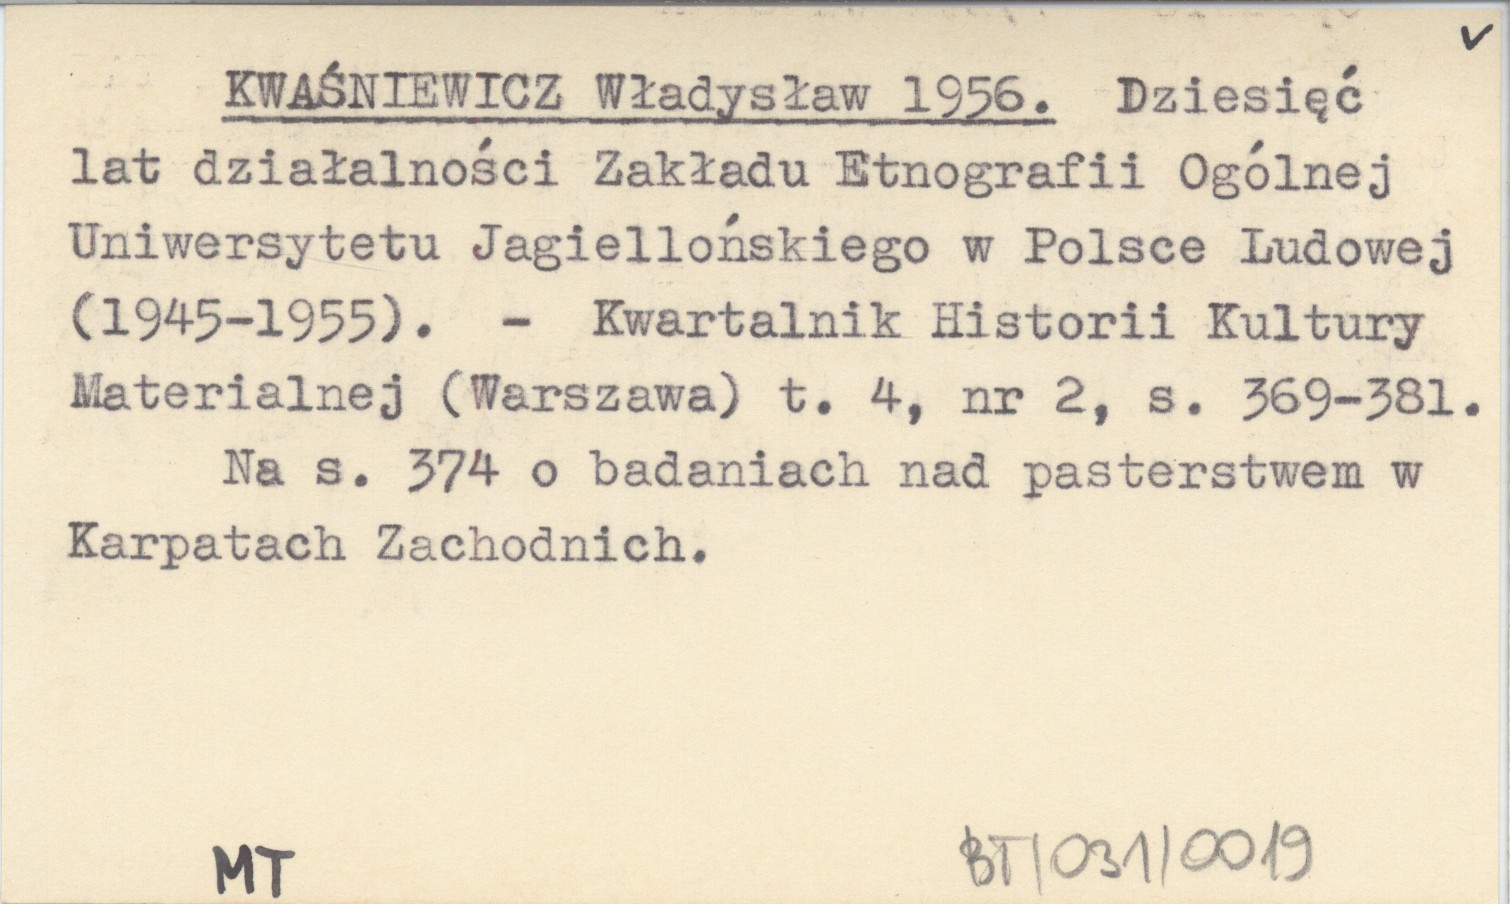 ✓
KWAŚNIEWICZ Władysław 1956. Dziesięć
lat działalności Zakładu Etnografii Ogólnej
Uniwersytetu Jagiellońskiego w Polsce Ludowej
(1945-1955). - Kwartalnik Historii Kultury
Materialnej (Warszawa) t. 4, nr 2, s. 369-381.
Na s. 374 o badaniach nad pasterstwem w
Karpatach Zachodnich.
MT BT/031/0019